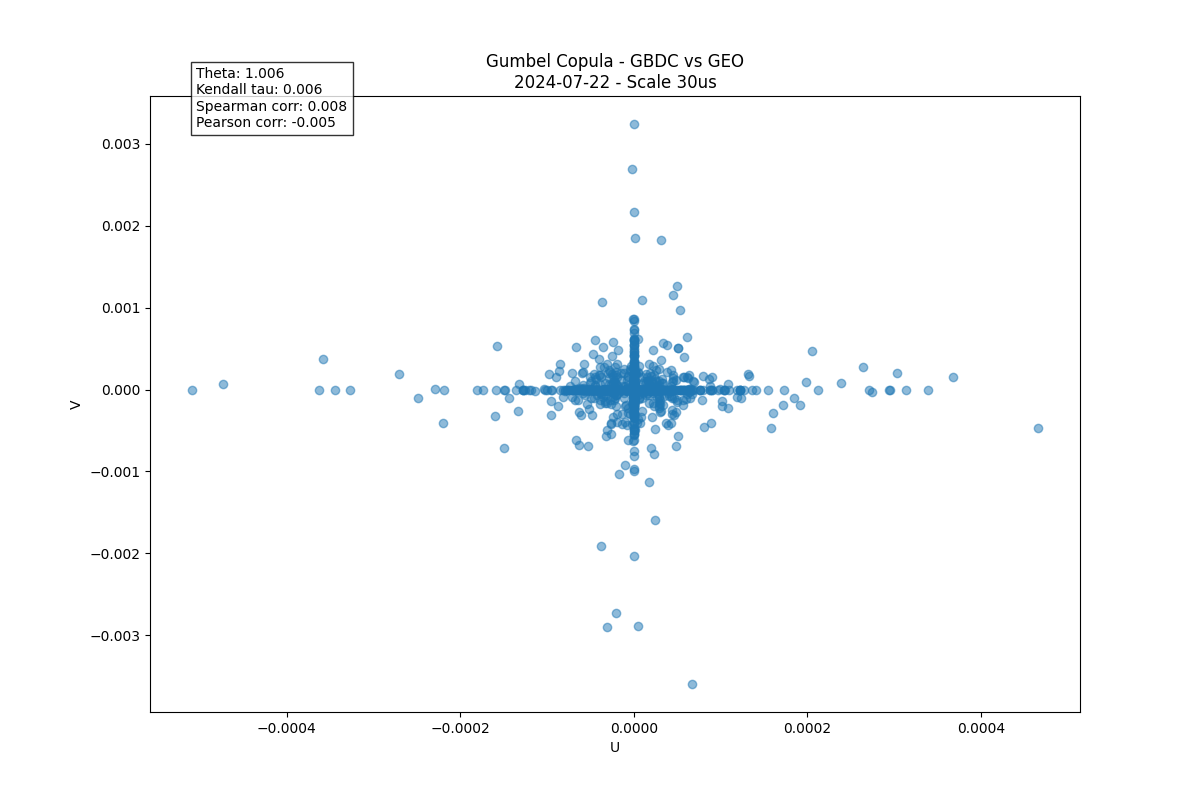 Gumbel Copula - GBDC vs GEO
2024-07-22 - Scale 30us
Theta: 1.006
Kendall tau: 0.006
Spearman corr: 0.008
Pearson corr: -0.005
0.003
0.002
0.001
0.000
−0.001
−0.002
−0.003
V
−0.0004
−0.0002
0.0000
0.0002
0.0004
U